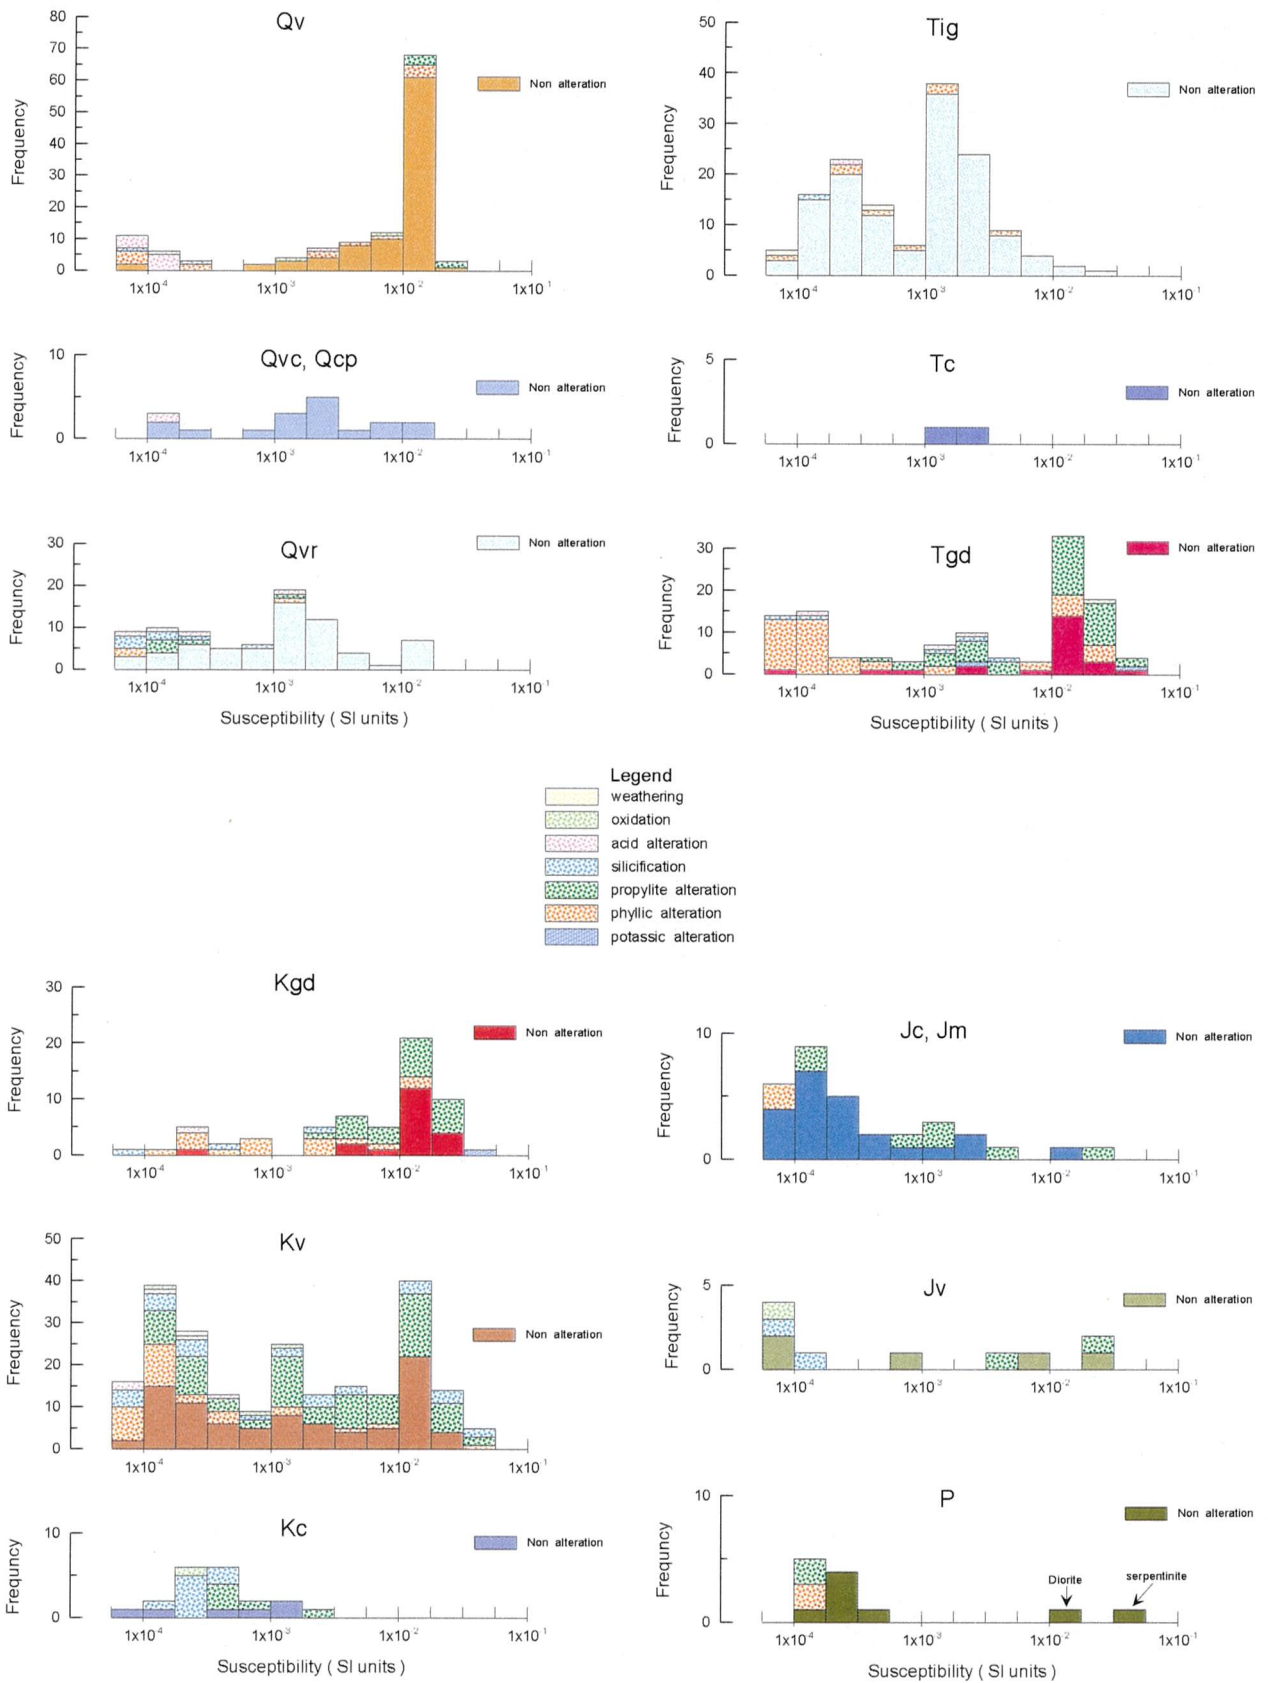 Qv
Frequency
80
70
60
50
40
30
20
10
0
Non alteration
1x10-4
1x10-3
1x10-2
1x10-1
Tig
Frequency
50
40
30
20
10
0
Non alteration
1x10-4
1x10-3
1x10-2
1x10-1
Qvc, Qcp
Frequency
10
0
Non alteration
1x10-4
1x10-3
1x10-2
1x10-1
Tc
Frequency
5
0
Non alteration
1x10-4
1x10-3
1x10-2
1x10-1
Qvr
Frequncy
30
20
10
0
Non alteration
1x10-4
1x10-3
1x10-2
1x10-1
Susceptibility ( SI units )
Tgd
Frequncy
30
20
10
0
Non alteration
1x10-4
1x10-3
1x10-2
1x10-1
Susceptibility ( SI units )
Legend
weathering
oxidation
acid alteration
silicification
propylite alteration
phyllic alteration
potassic alteration
Kgd
Frequency
30
20
10
0
Non alteration
1x10-4
1x10-3
1x10-2
1x10-1
Jc, Jm
Frequency
10
0
Non alteration
1x10-4
1x10-3
1x10-2
1x10-1
Kv
Frequency
50
40
30
20
10
0
Non alteration
1x10-4
1x10-3
1x10-2
1x10-1
Jv
Frequency
5
0
Non alteration
1x10-4
1x10-3
1x10-2
1x10-1
Kc
Frequncy
10
0
Non alteration
1x10-4
1x10-3
1x10-2
1x10-1
Susceptibility ( SI units )
P
Frequncy
10
0
Non alteration
Diorite
serpentinite
1x10-4
1x10-3
1x10-2
1x10-1
Susceptibility ( SI units )